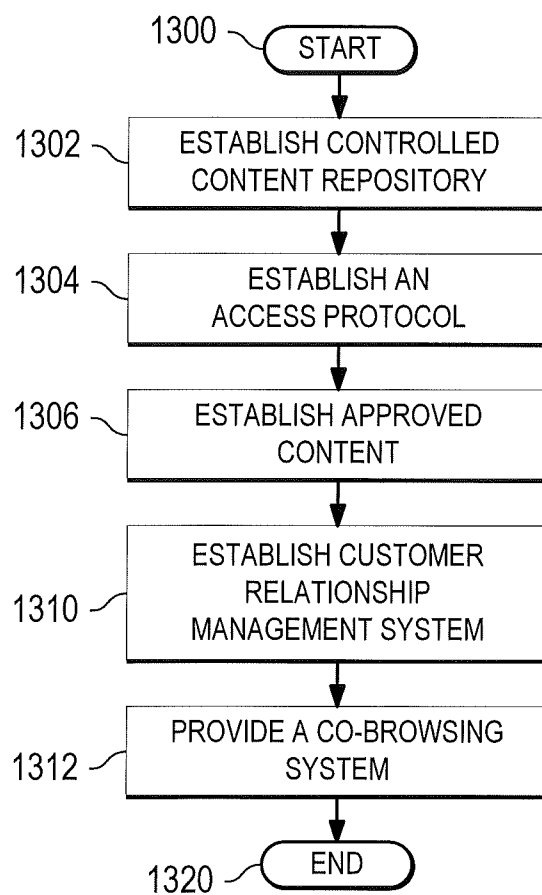 1300
START
1302
ESTABLISH CONTROLLED
CONTENT REPOSITORY
1304
ESTABLISH AN
ACCESS PROTOCOL
1306
ESTABLISH APPROVED
CONTENT
1310
ESTABLISH CUSTOMER
RELATIONSHIP
MANAGEMENT SYSTEM
1312
PROVIDE A CO-BROWSING
SYSTEM
1320
END